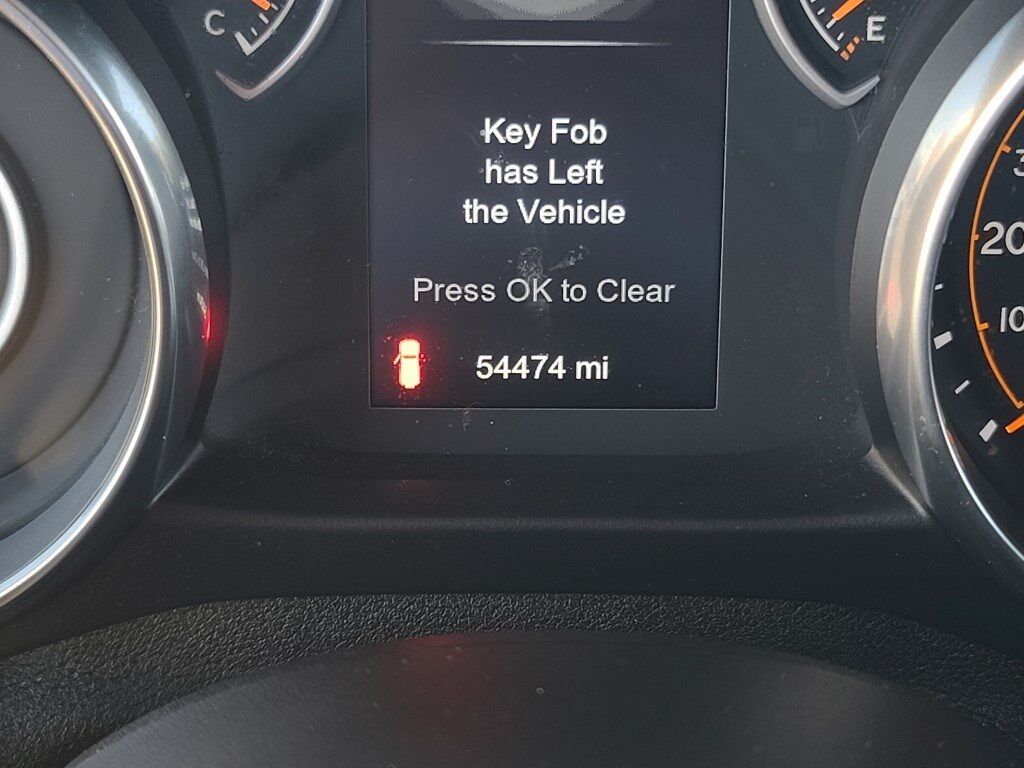 C
E
Key Fob
has Left
the Vehicle
Press OK to Clear
54474 mi
20
10